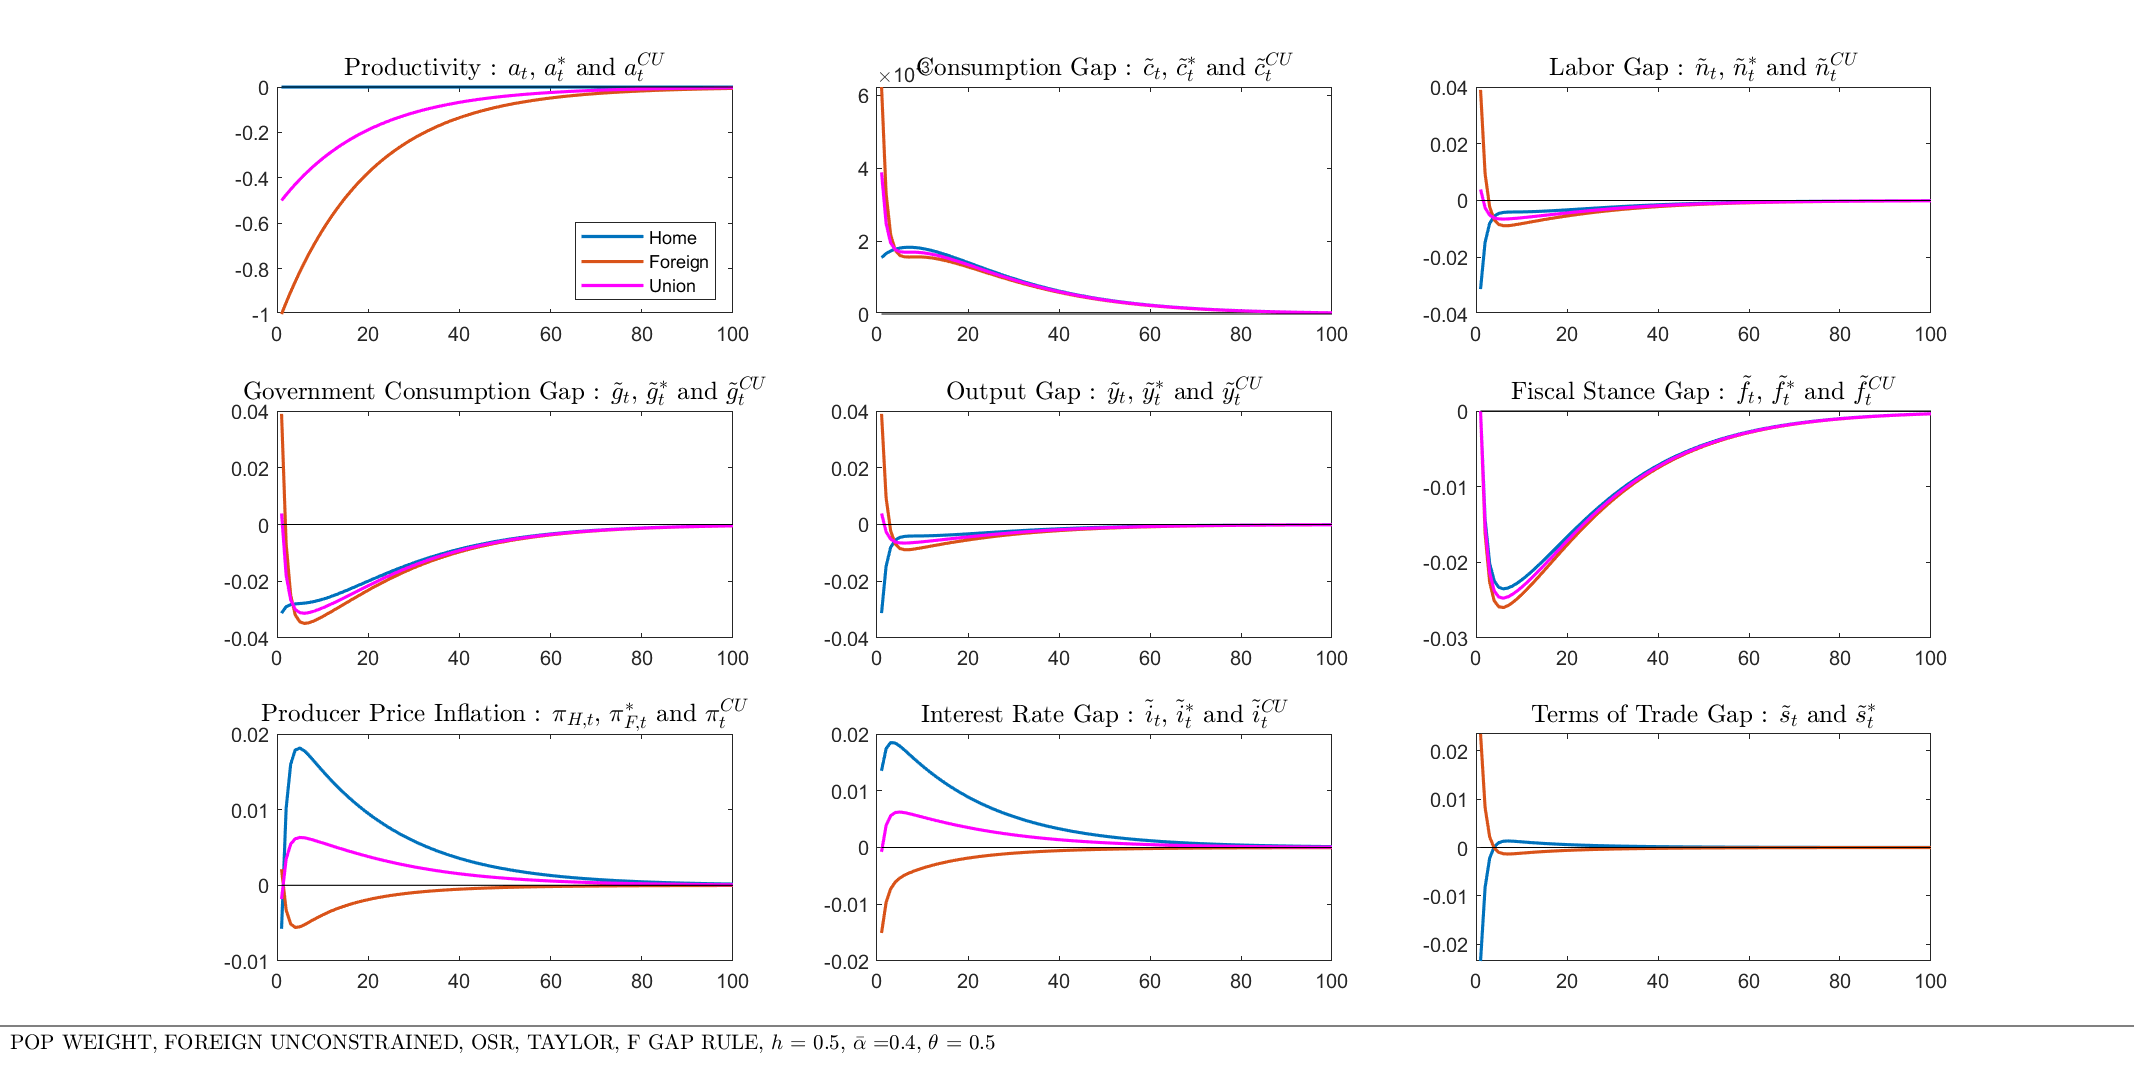 Productivity : a_t, a_t^* and a_t^{CU}
0
-0.2
-0.4
-0.6
-0.8
-1
0 20 40 60 80 100
Home
Foreign
Union
Consumption Gap : c̃_t, c̃_t^* and c̃_t^{CU}
6
4
2
0
0 20 40 60 80 100
Labor Gap : ñ_t, ñ_t^* and ñ_t^{CU}
0.04
0.02
0
-0.02
-0.04
0 20 40 60 80 100
Government Consumption Gap : g̃_t, g̃_t^* and g̃_t^{CU}
0.04
0.02
0
-0.02
-0.04
0 20 40 60 80 100
Output Gap : ỹ_t, ỹ_t^* and ỹ_t^{CU}
0.04
0.02
0
-0.02
-0.04
0 20 40 60 80 100
Fiscal Stance Gap : f̃_t, f̃_t^* and f̃_t^{CU}
0
-0.01
-0.02
-0.03
0 20 40 60 80 100
Producer Price Inflation : π_{H,t}, π_{F,t}^* and π_t^{CU}
0.02
0.01
0
-0.01
0 20 40 60 80 100
Interest Rate Gap : ĩ_t, ĩ_t^* and ĩ_t^{CU}
0.02
0.01
0
-0.01
-0.02
0 20 40 60 80 100
Terms of Trade Gap : s̃_t and s̃_t^*
0.02
0.01
0
-0.01
-0.02
0 20 40 60 80 100
POP WEIGHT, FOREIGN UNCONSTRAINED, OSR, TAYLOR, F GAP RULE, h = 0.5, ᾱ =0.4, θ = 0.5